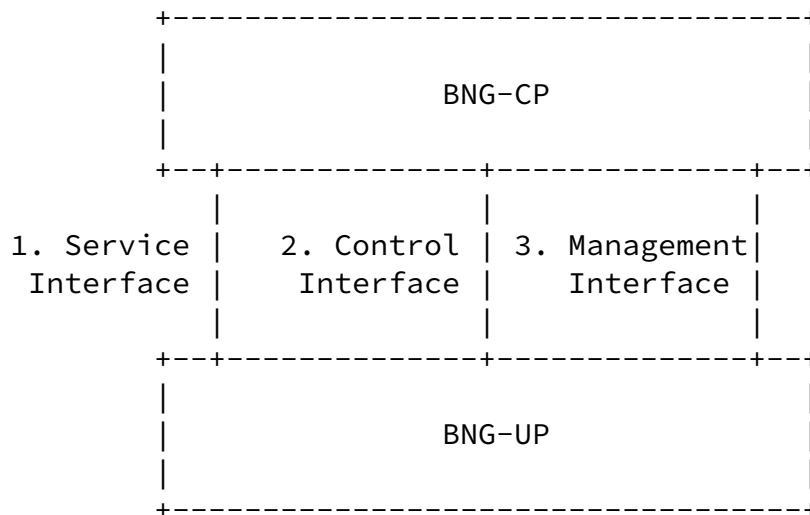 BNG-CP
1. Service 2. Control 3. Management
Interface Interface Interface
BNG-UP